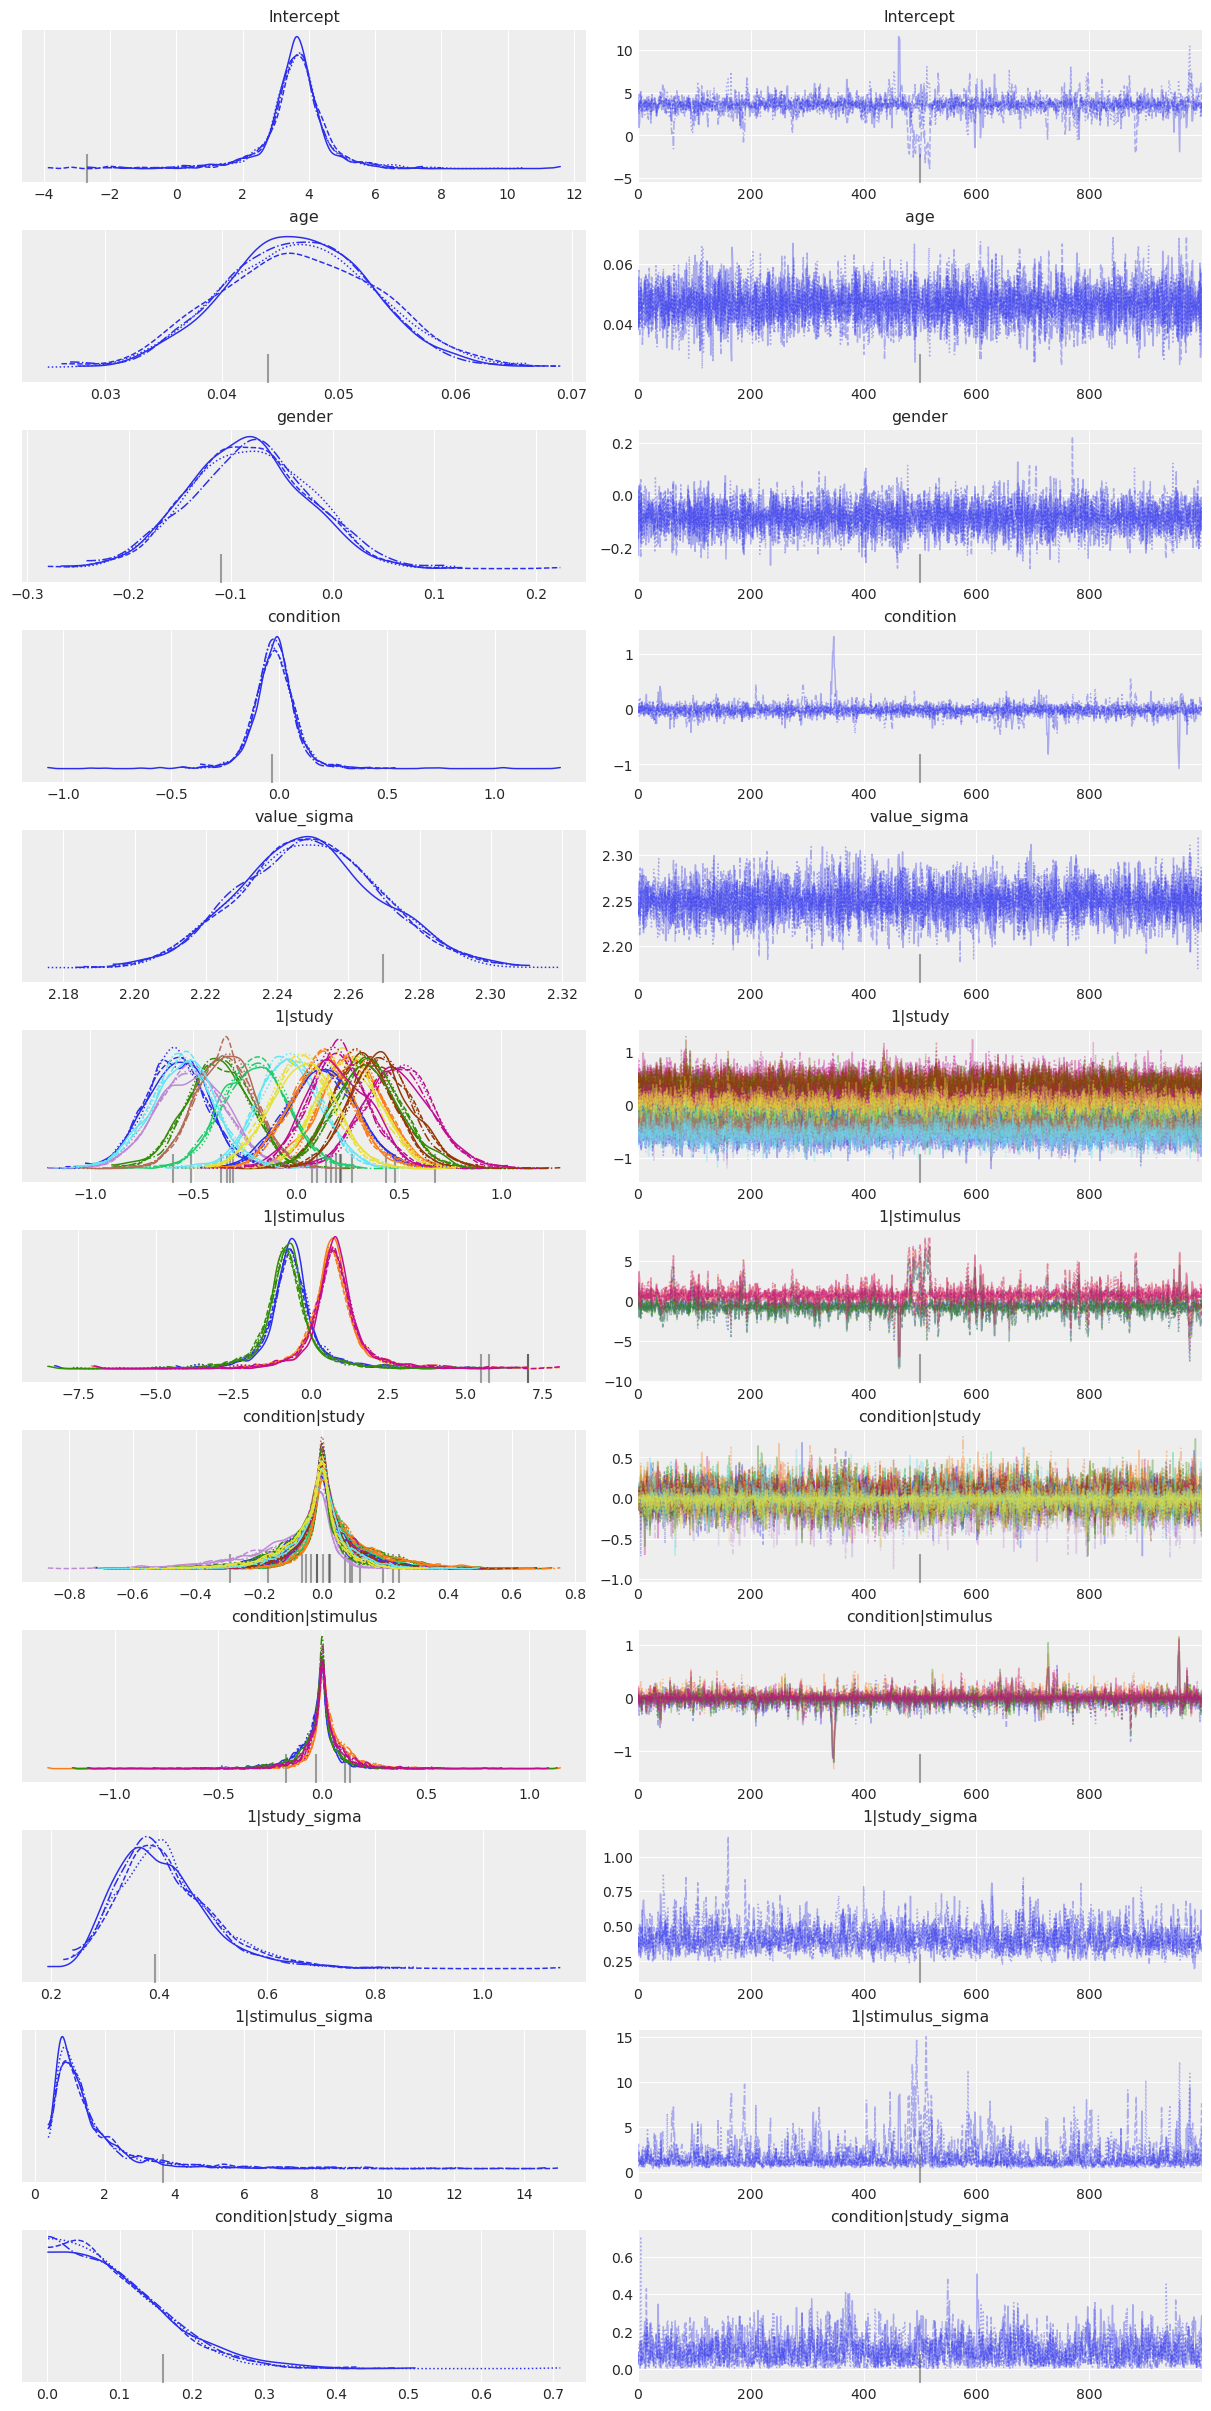 Intercept Intercept
10
5
0
−5
−4 −2 0 2 4 6 8 10 12 0 200 400 600 800
age age
0.06
0.04
0.03 0.04 0.05 0.06 0.07 0 200 400 600 800
gender gender
0.2
0.0
−0.2
−0.3 −0.2 −0.1 0.0 0.1 0.2 0 200 400 600 800
condition condition
1
0
−1
−1.0 −0.5 0.0 0.5 1.0 0 200 400 600 800
value_sigma value_sigma
2.30
2.25
2.20
2.18 2.20 2.22 2.24 2.26 2.28 2.30 2.32 0 200 400 600 800
1|study 1|study
1
0
−1
−1.0 −0.5 0.0 0.5 1.0 0 200 400 600 800
1|stimulus 1|stimulus
5
0
−5
−10
−7.5 −5.0 −2.5 0.0 2.5 5.0 7.5 0 200 400 600 800
condition|study condition|study
0.5
0.0
−0.5
−1.0
−0.8 −0.6 −0.4 −0.2 0.0 0.2 0.4 0.6 0.8 0 200 400 600 800
condition|stimulus condition|stimulus
1
0
−1
−1.0 −0.5 0.0 0.5 1.0 0 200 400 600 800
1|study_sigma 1|study_sigma
1.00
0.75
0.50
0.25
0.2 0.4 0.6 0.8 1.0 0 200 400 600 800
1|stimulus_sigma 1|stimulus_sigma
15
10
5
0
0 2 4 6 8 10 12 14 0 200 400 600 800
condition|study_sigma condition|study_sigma
0.6
0.4
0.2
0.0
0.0 0.1 0.2 0.3 0.4 0.5 0.6 0.7 0 200 400 600 800